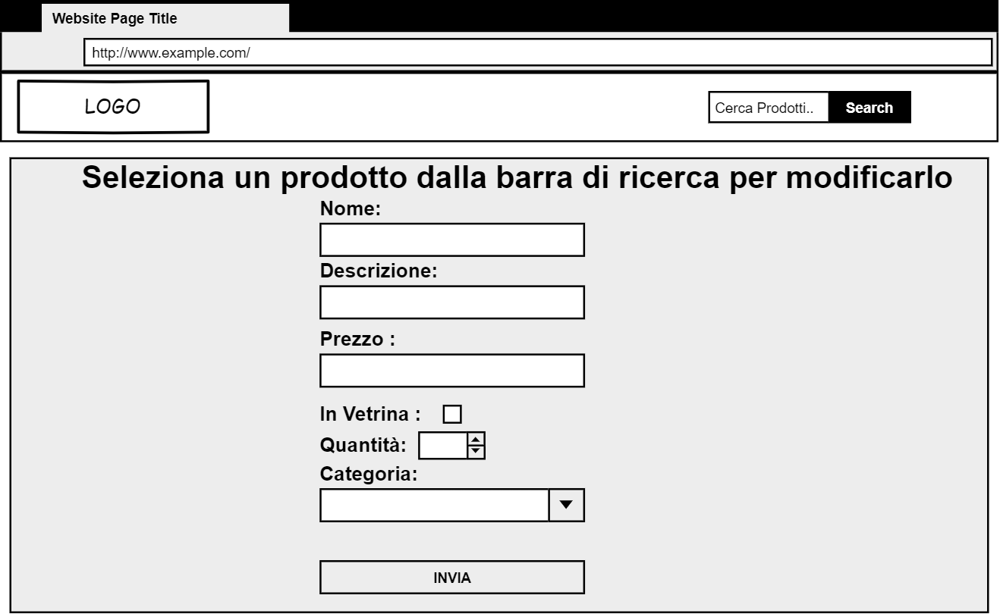 Website Page Title
http://www.example.com/
LOGO
Cerca Prodotti.. Search
Seleziona un prodotto dalla barra di ricerca per modificarlo
Nome:
Descrizione:
Prezzo :
In Vetrina :
Quantità:
Categoria:
INVIA